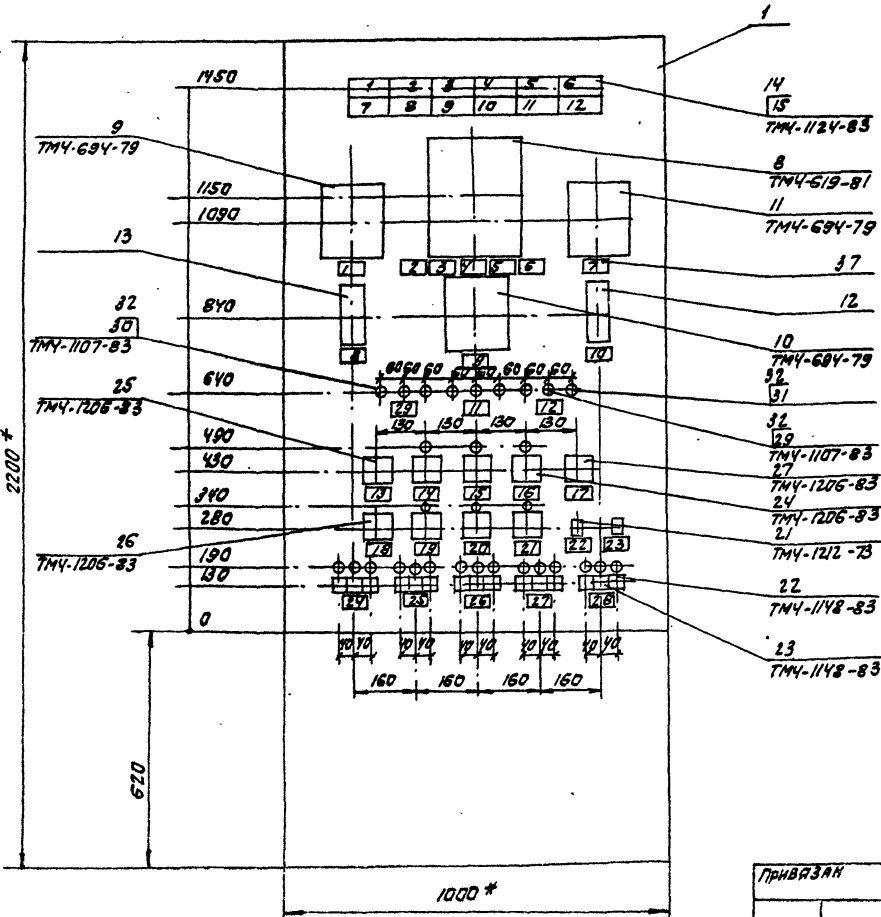 1
1450
1 2 3 4 5 6
7 8 9 10 11 12
14
15
ТМЧ-1124-83
9
ТМЧ-694-79
8
ТМЧ-619-81
1150
1090
11
ТМЧ-694-79
13
1 2 3 4 5 6 7
37
32
30
ТМЧ-1107-83
840
12
8 9 10
10
ТМЧ-694-79
60 60 60 60 60 60 60 60
640
32
31
25
ТМЧ-1206-83
29 11 12
130 130 130 130
32
29
ТМЧ-1107-83
490
430
27
ТМЧ-1206-83
13 14 15 16 17
24
ТМЧ-1206-83
340
280
21
ТМЧ-1212-73
26
ТМЧ-1206-83
18 19 20 21 22 23
190
130
22
ТМЧ-1148-83
24 25 26 27 28
0
23
ТМЧ-1148-83
40 40 40 40 40 40 40 40 40 40
160 160 160 160
2200 *
620
1000 *
Привязан